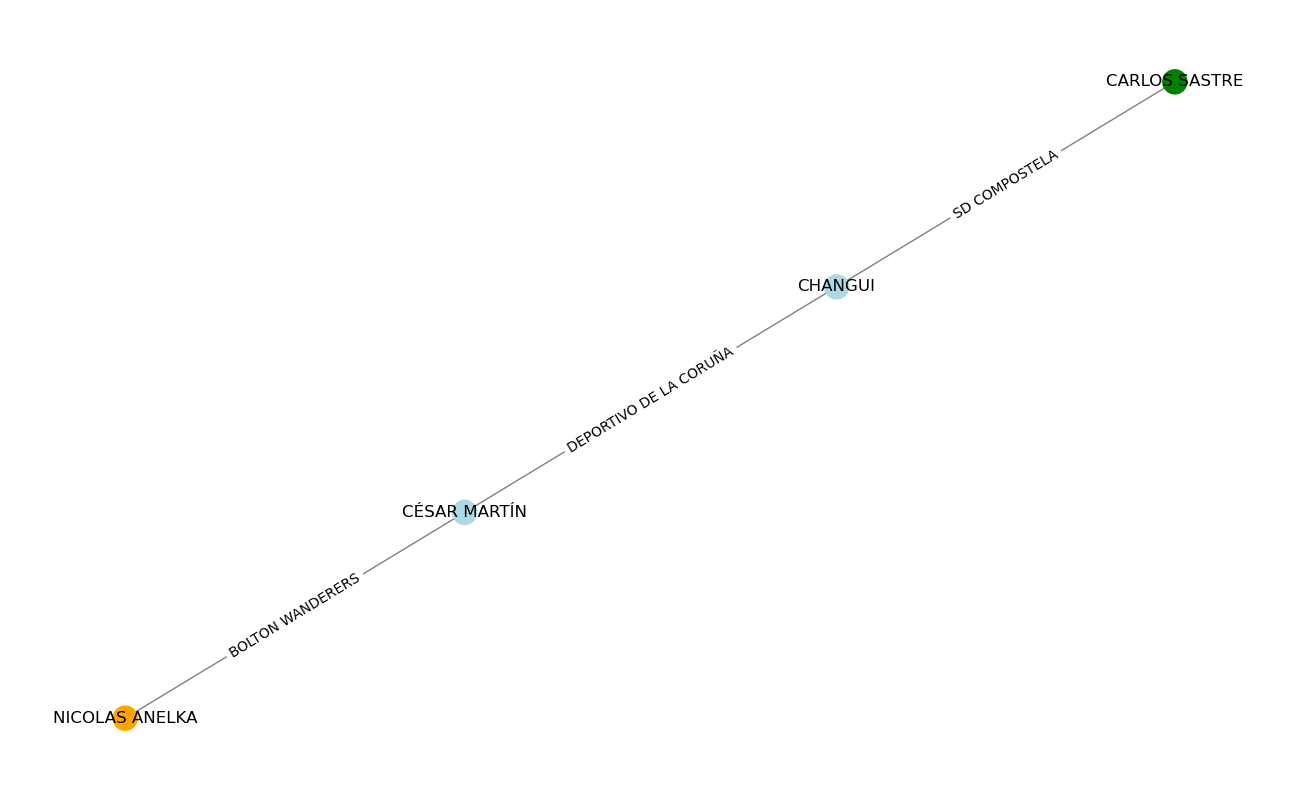 CARLOS SASTRE
SD COMPOSTELA
CHANGUI
DEPORTIVO DE LA CORUÑA
CÉSAR MARTÍN
BOLTON WANDERERS
NICOLAS ANELKA